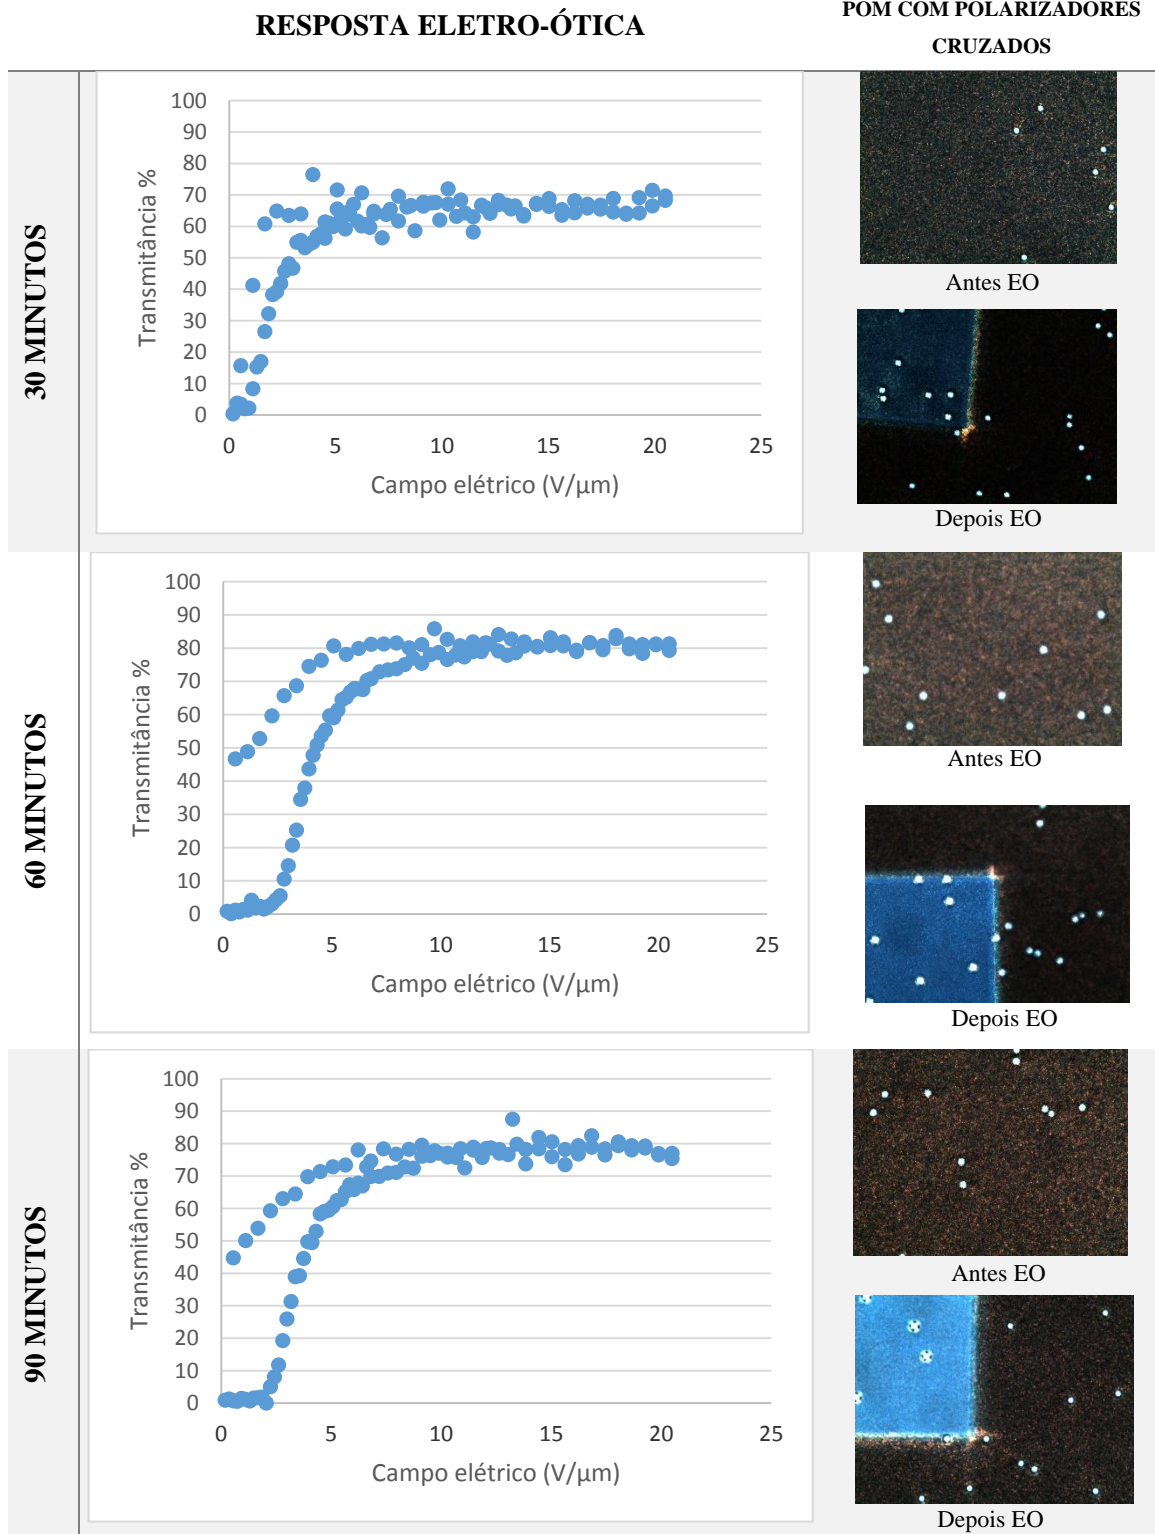 RESPOSTA ELETRO-ÓTICA
POM COM POLARIZADORES
CRUZADOS
30 MINUTOS
100
90
80
70
60
50
40
30
20
10
0
0 5 10 15 20 25
Transmitância %
Campo elétrico (V/µm)
Antes EO
Depois EO
60 MINUTOS
100
90
80
70
60
50
40
30
20
10
0
0 5 10 15 20 25
Transmitância %
Campo elétrico (V/µm)
Antes EO
Depois EO
90 MINUTOS
100
90
80
70
60
50
40
30
20
10
0
0 5 10 15 20 25
Transmitância %
Campo elétrico (V/µm)
Antes EO
Depois EO